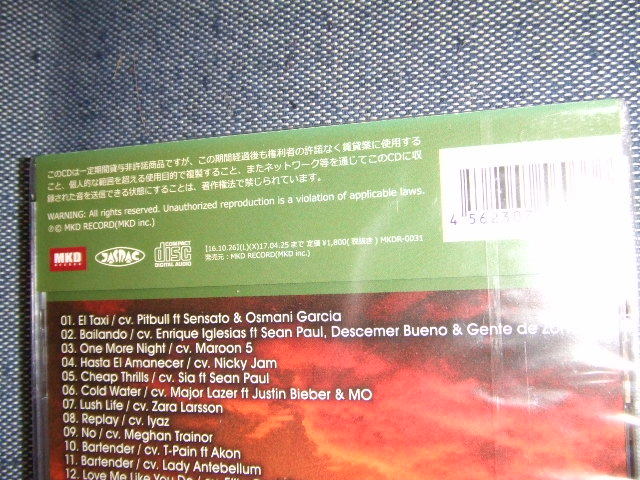 このCDは一定期間貸与非許諾商品ですが、この期間経過後も権利者の許諾なく賃貸業に使用する
こと、個人的な範囲を超える使用目的で複製すること、またネットワーク等を通じてこのCDに収
録された音を送信できる状態にすることは、著作権法で禁じられています。
WARNING: All rights reserved. Unauthorized reproduction is a violation of applicable laws.
Ⓟ© MKD RECORD(MKD inc.)
4 562307
MKD
RECORDS
JASRAC
COMPACT
disc
DIGITAL AUDIO
[16.10.26](L)(X)17.04.25まで 定価 ¥1,800( 税抜き ) MKDR-0031
発売元：MKD RECORD(MKD inc.)
01. El Taxi / cv. Pitbull ft Sensato & Osmani Garcia
02. Bailando / cv. Enrique Iglesias ft Sean Paul, Descemer Bueno & Gente de Zona
03. One More Night / cv. Maroon 5
04. Hasta El Amanecer / cv. Nicky Jam
05. Cheap Thrills / cv. Sia ft Sean Paul
06. Cold Water / cv. Major Lazer ft Justin Bieber & MO
07. Lush Life / cv. Zara Larsson
08. Replay / cv. Iyaz
09. No / cv. Meghan Trainor
10. Bartender / cv. T-Pain ft Akon
11. Bartender / cv. Lady Antebellum
12. Love Me Like You Do / cv.